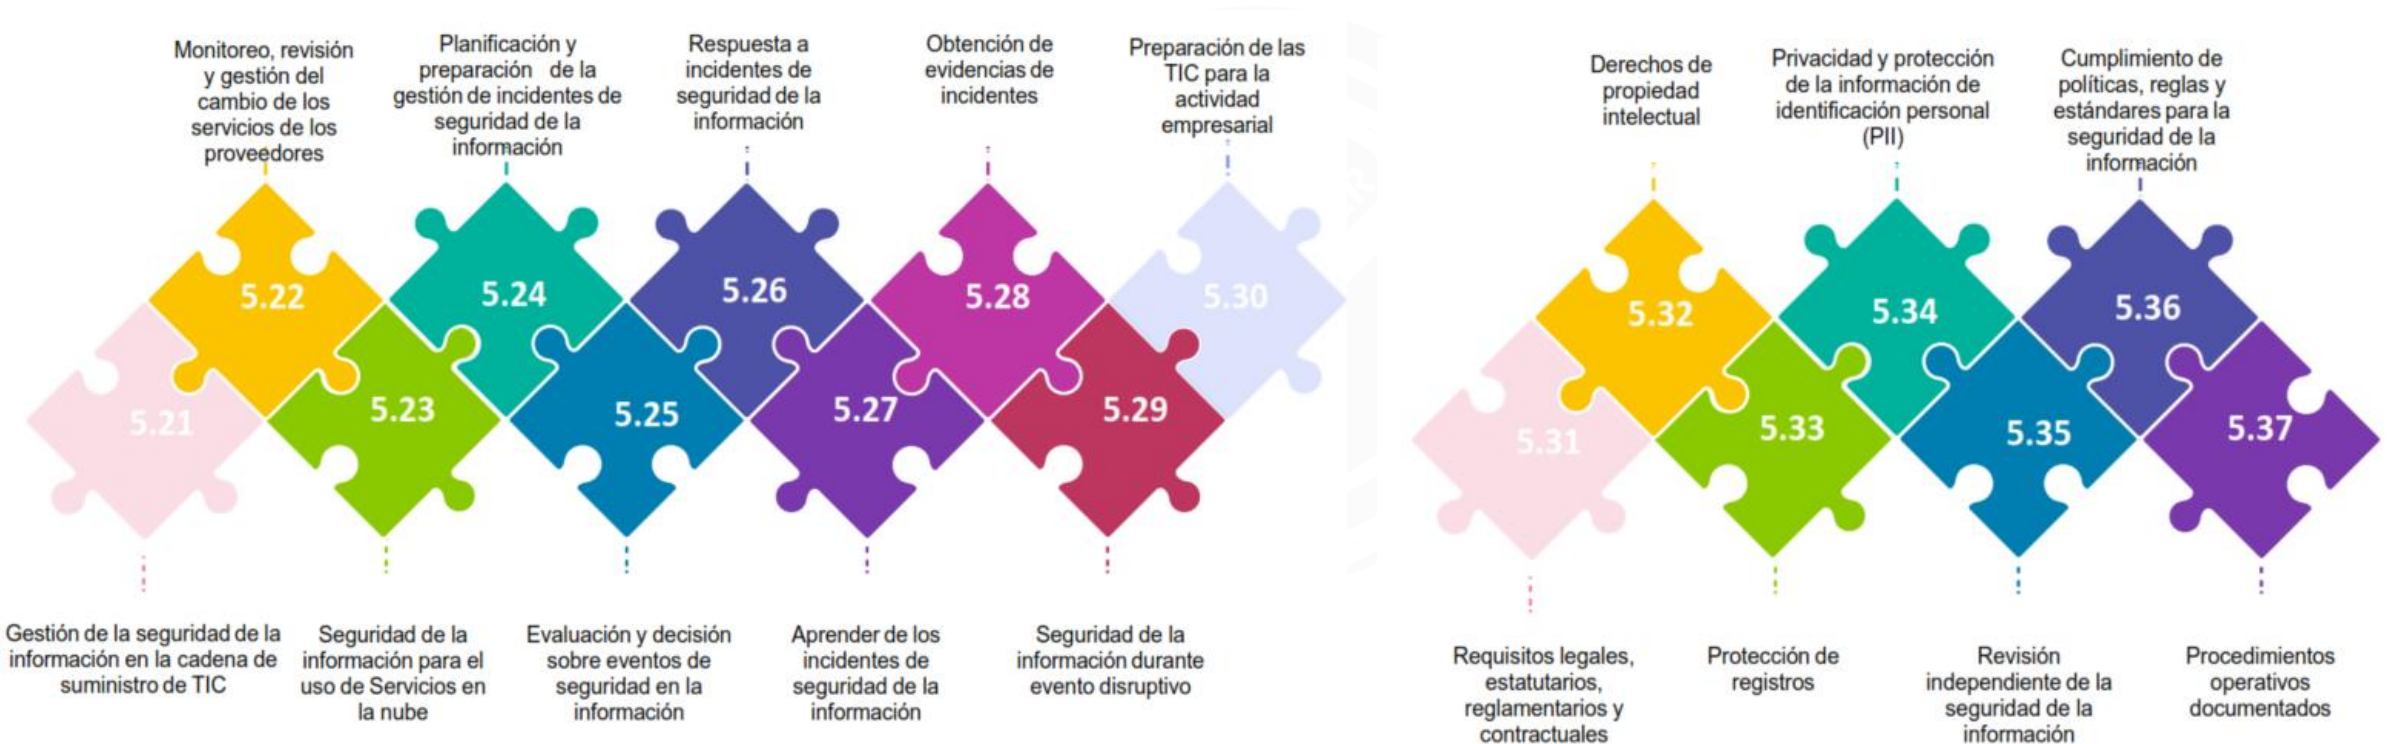 Monitoreo, revisión
y gestión del
cambio de los
servicios de los
proveedores
Planificación y
preparación de la
gestión de incidentes de
seguridad de la
información
Respuesta a
incidentes de
seguridad de la
información
Obtención de
evidencias de
incidentes
Preparación de las
TIC para la
actividad
empresarial
5.22
5.24
5.26
5.28
5.30
5.21
5.23
5.25
5.27
5.29
Gestión de la seguridad de la
información en la cadena de
suministro de TIC
Seguridad de la
información para el
uso de Servicios en
la nube
Evaluación y decisión
sobre eventos de
seguridad en la
información
Aprender de los
incidentes de
seguridad de la
información
Seguridad de la
información durante
evento disruptivo
Derechos de
propiedad
intelectual
Privacidad y protección
de la información de
identificación personal
(PII)
Cumplimiento de
políticas, reglas y
estándares para la
seguridad de la
información
5.32
5.34
5.36
5.31
5.33
5.35
5.37
Requisitos legales,
estatutarios,
reglamentarios y
contractuales
Protección de
registros
Revisión
independiente de la
seguridad de la
información
Procedimientos
operativos
documentados